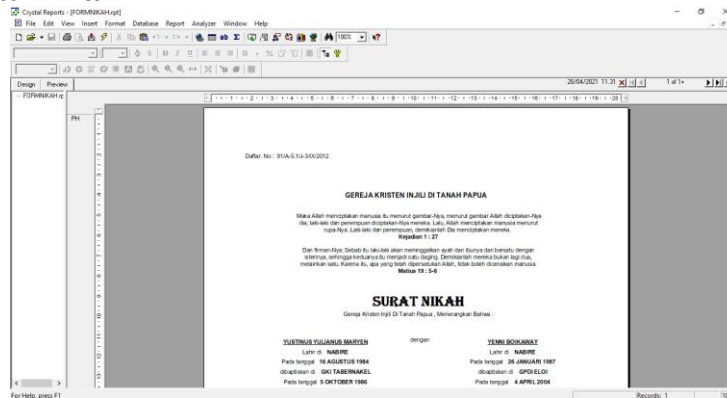 Crystal Reports - [FORMNIKAH.rpt]
File Edit View Insert Format Database Report Analyzer Window Help
100%
Design Preview
26/04/2021 11.31
1 of 1+
FORMNIKAH.rp
PH
Daftar. No : 91/A-5.1/J-3/IX/2012
GEREJA KRISTEN INJILI DI TANAH PAPUA
Maka Allah menciptakan manusia itu menurut gambar-Nya, menurut gambar Allah diciptakan-Nya
dia; laki-laki dan perempuan diciptakan-Nya mereka. Lalu, Allah menciptakan manusia menurut
rupa-Nya. Laki-laki dan perempuan, demikianlah Dia menciptakan mereka.
Kejadian 1 : 27
Dan firman-Nya: Sebab itu laki-laki akan meninggalkan ayah dan ibunya dan bersatu dengan
isterinya, sehingga keduanya itu menjadi satu daging. Demikianlah mereka bukan lagi dua,
melainkan satu. Karena itu, apa yang telah dipersatukan Allah, tidak boleh diceraikan manusia.
Matius 19 : 5-6
SURAT NIKAH
Gereja Kristen Injili Di Tanah Papua , Menerangkan Bahwa :
YUSTINUS YULIANUS MARYEN dengan YENNI BOIKAWAY
Lahir di NABIRE Lahir di NABIRE
Pada tanggal 16 AGUSTUS 1984 Pada tanggal 26 JANUARI 1987
dibaptiskan di GKI TABERNAKEL dibaptiskan di GPDI ELOI
Pada tanggal 5 OKTOBER 1986 Pada tanggal 4 APRIL 2004
For Help, press F1 Records: 1